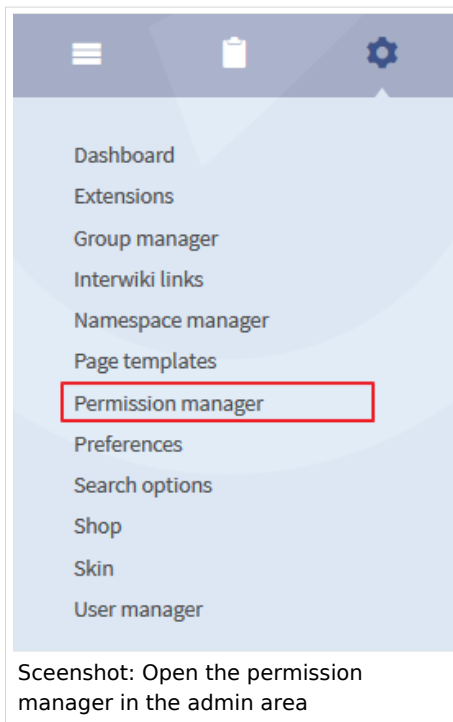 Dashboard
Extensions
Group manager
Interwiki links
Namespace manager
Page templates
Permission manager
Preferences
Search options
Shop
Skin
User manager
Sceenshot: Open the permission
manager in the admin area